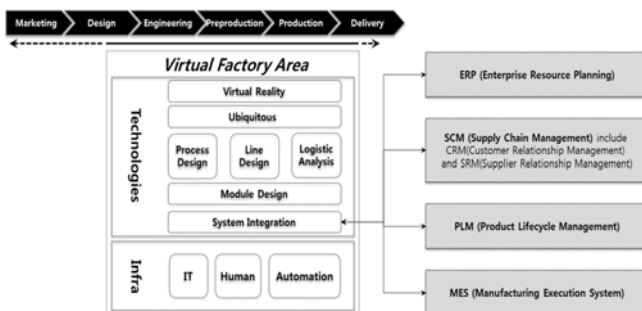 Marketing
Design
Engineering
Preproduction
Production
Delivery
Virtual Factory Area
Technologies
Virtual Reality
Ubiquitous
Process
Design
Line
Design
Logistic
Analysis
Module Design
System Integration
Infra
IT
Human
Automation
ERP (Enterprise Resource Planning)
SCM (Supply Chain Management) include
CRM(Customer Relationship Management)
and SRM(Supplier Relationship Management)
PLM (Product Lifecycle Management)
MES (Manufacturing Execution System)